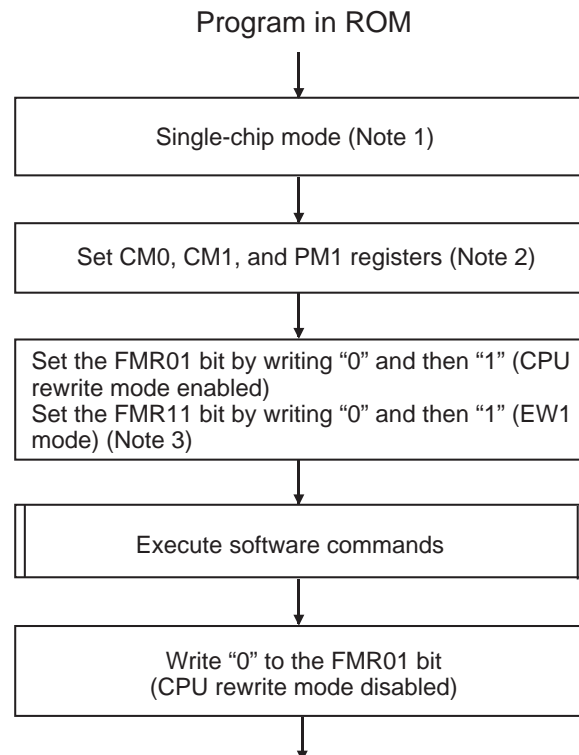 Program in ROM
Single-chip mode (Note 1)
Set CM0, CM1, and PM1 registers (Note 2)
Set the FMR01 bit by writing “0” and then “1” (CPU
rewrite mode enabled)
Set the FMR11 bit by writing “0” and then “1” (EW1
mode) (Note 3)
Execute software commands
Write “0” to the FMR01 bit
(CPU rewrite mode disabled)